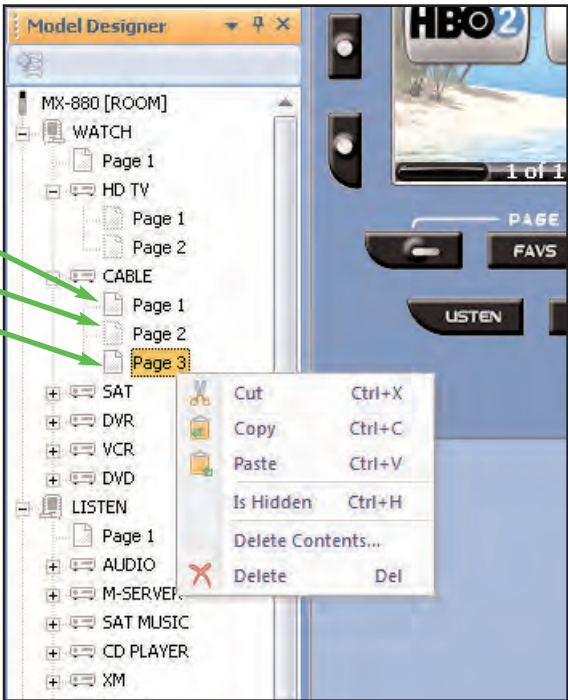 Model Designer
MX-880 [ROOM]
WATCH
Page 1
HD TV
Page 1
Page 2
CABLE
Page 1
Page 2
Page 3
SAT
DVR
VCR
DVD
LISTEN
Page 1
AUDIO
M-SERVER
SAT MUSIC
CD PLAYER
XM
Cut Ctrl+X
Copy Ctrl+C
Paste Ctrl+V
Is Hidden Ctrl+H
Delete Contents...
Delete Del
HBO2
1 of 1
PAGE
FAVS
LISTEN